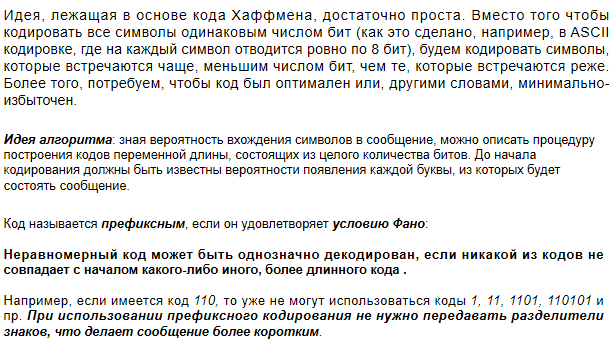 Идея, лежащая в основе кода Хаффмена, достаточно проста. Вместо того чтобы
кодировать все символы одинаковым числом бит (как это сделано, например, в ASCII
кодировке, где на каждый символ отводится ровно по 8 бит), будем кодировать символы,
которые встречаются чаще, меньшим числом бит, чем те, которые встречаются реже.
Более того, потребуем, чтобы код был оптимален или, другими словами, минимально-
избыточен.
Идея алгоритма: зная вероятность вхождения символов в сообщение, можно описать процедуру
построения кодов переменной длины, состоящих из целого количества битов. До начала
кодирования должны быть известны вероятности появления каждой буквы, из которых будет
состоять сообщение.
Код называется префиксным, если он удовлетворяет условию Фано:
Неравномерный код может быть однозначно декодирован, если никакой из кодов не
совпадает с началом какого-либо иного, более длинного кода .
Например, если имеется код 110, то уже не могут использоваться коды 1, 11, 1101, 110101 и
пр. При использовании префиксного кодирования не нужно передавать разделители
знаков, что делает сообщение более коротким.